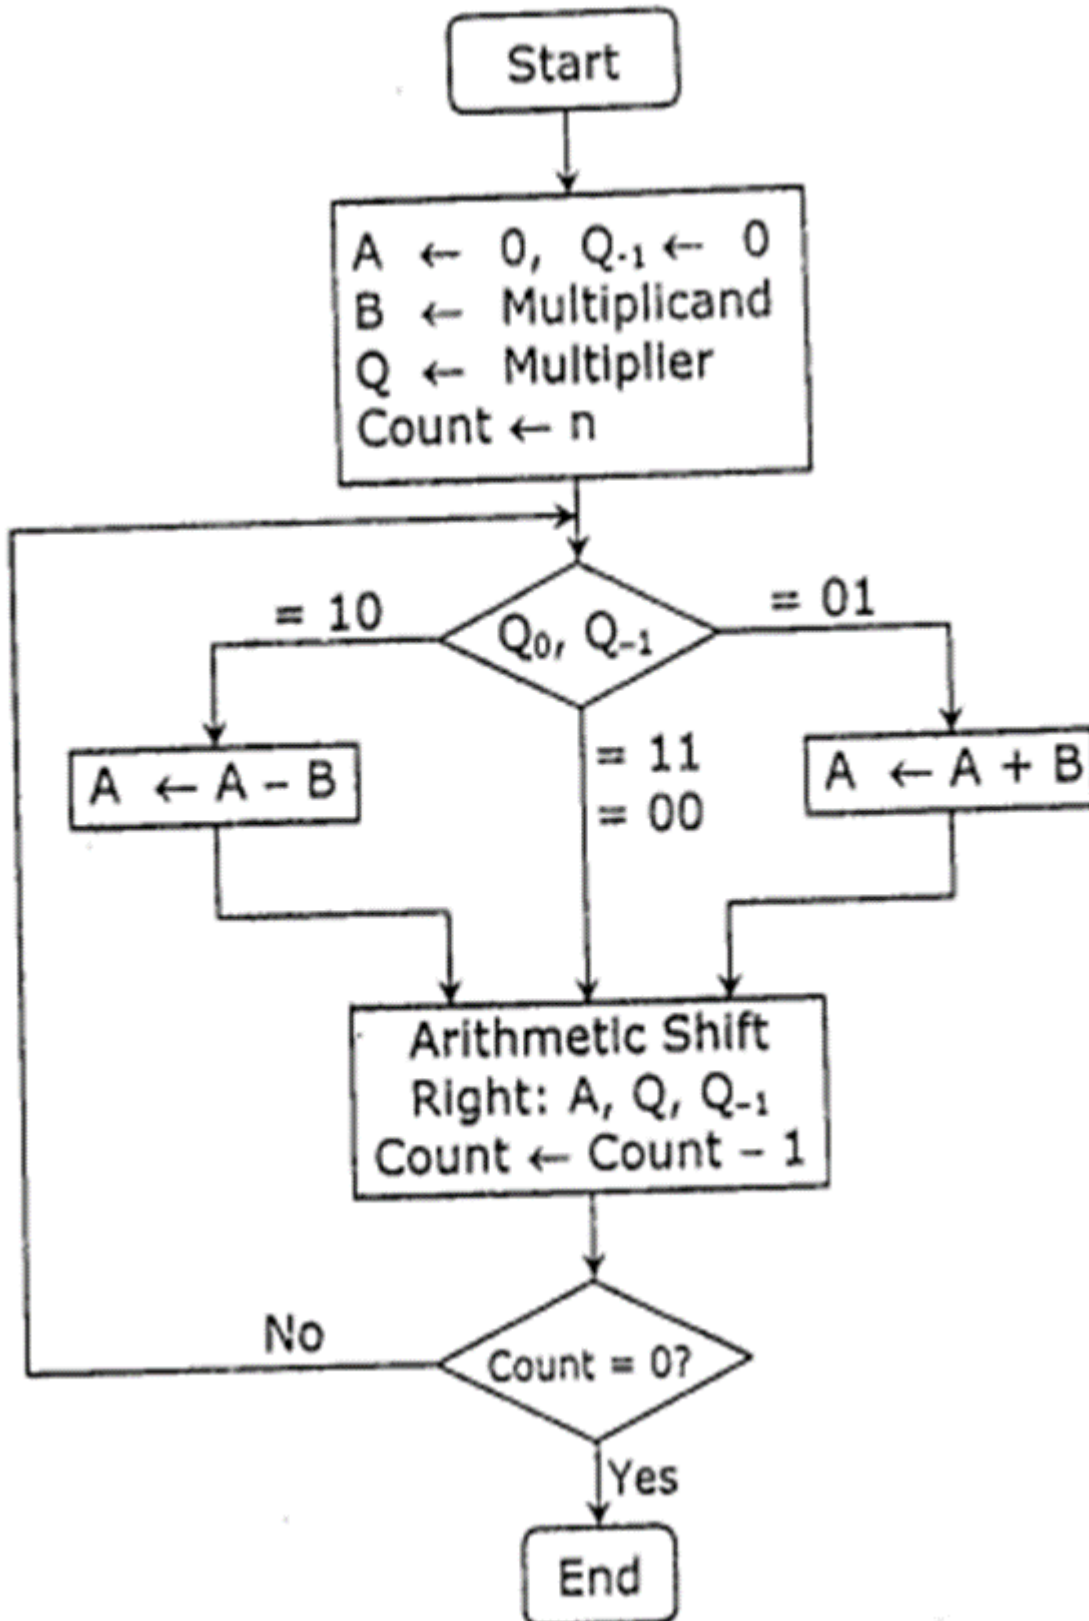 Start
A ← 0, Q₋₁ ← 0
B ← Multiplicand
Q ← Multiplier
Count ← n
= 10
Q₀, Q₋₁
= 01
= 11
= 00
A ← A – B
A ← A + B
Arithmetic Shift
Right: A, Q, Q₋₁
Count ← Count – 1
No
Count = 0?
Yes
End